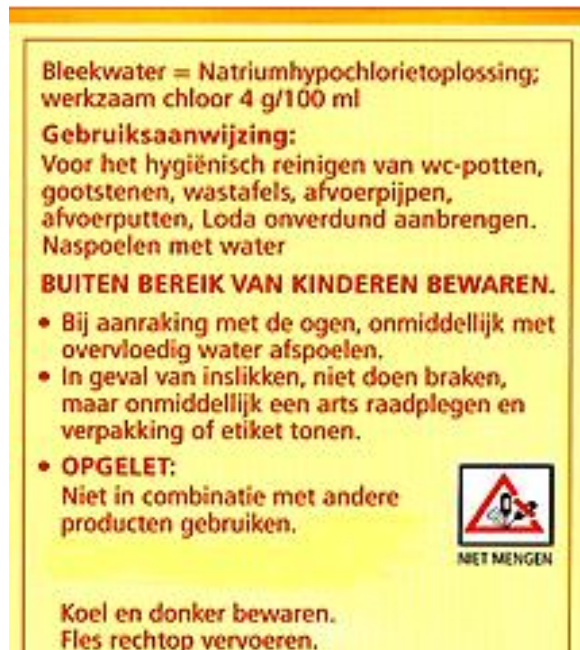 Bleekwater = Natriumhypochlorietoplossing;
werkzaam chloor 4 g/100 ml
Gebruiksaanwijzing:
Voor het hygiënisch reinigen van wc-potten,
gootstenen, wastafels, afvoerpijpen,
afvoerputten, Loda onverdund aanbrengen.
Naspoelen met water
BUITEN BEREIK VAN KINDEREN BEWAREN.
• Bij aanraking met de ogen, onmiddellijk met
overvloedig water afspoelen.
• In geval van inslikken, niet doen braken,
maar onmiddellijk een arts raadplegen en
verpakking of etiket tonen.
• OPGELET:
Niet in combinatie met andere
producten gebruiken.
NIET MENGEN
Koel en donker bewaren.
Fles rechtop vervoeren.